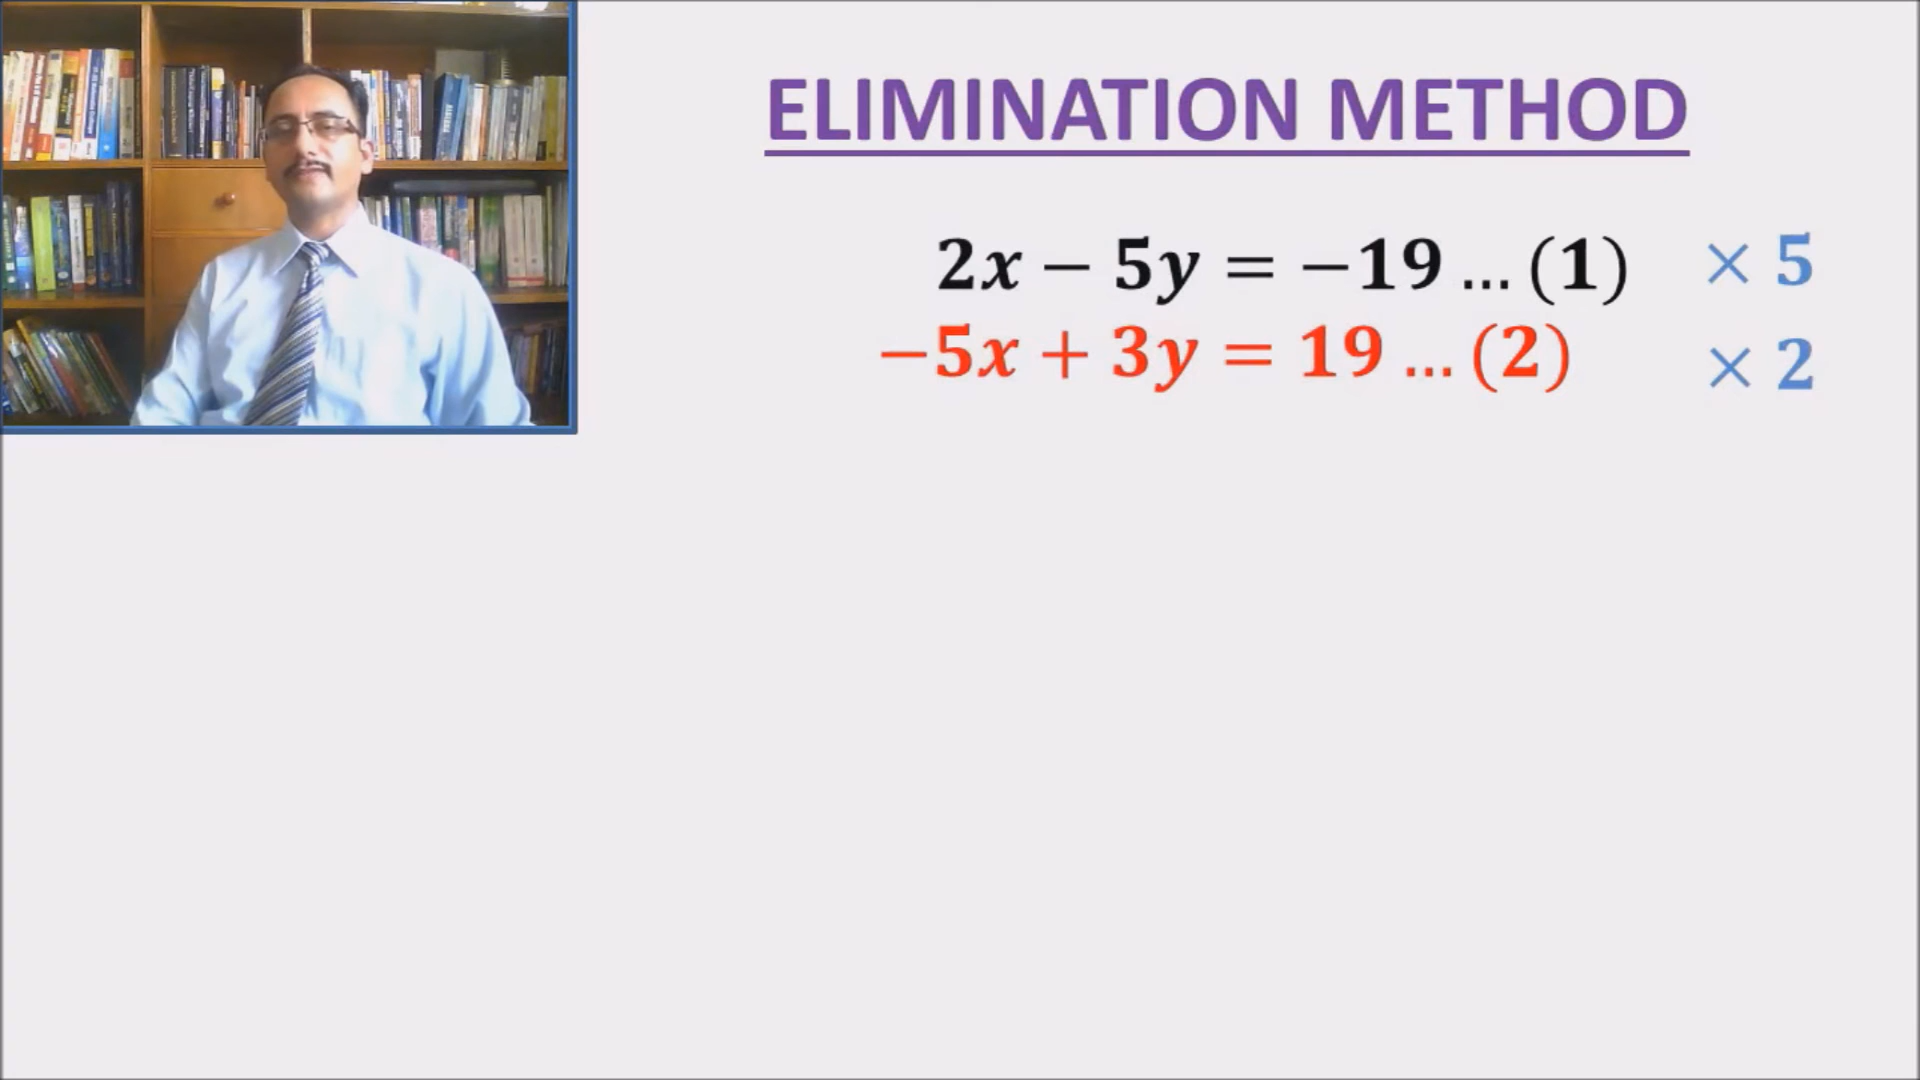 ELIMINATION METHOD
2x − 5y = −19 ... (1) × 5
−5x + 3y = 19 ... (2) × 2